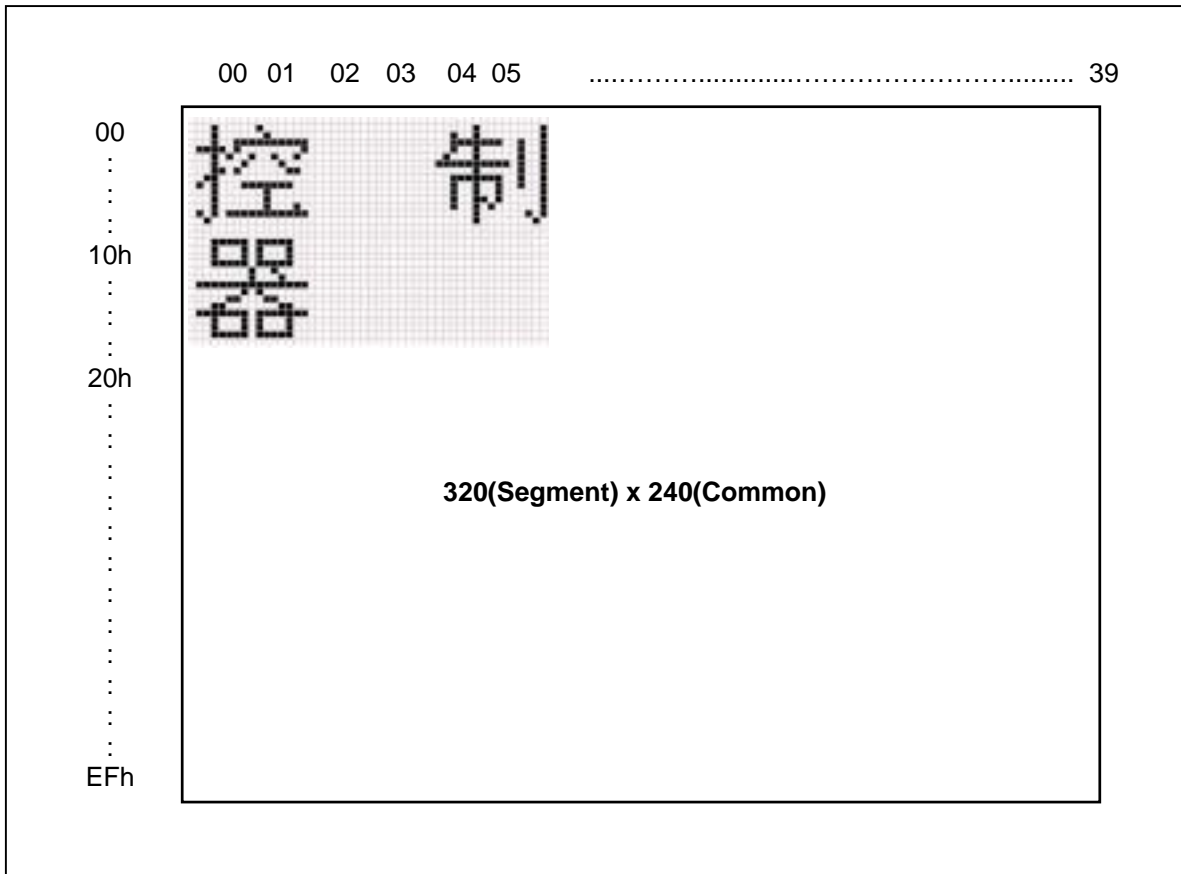 00 01 02 03 04 05 ................................................ 39
00
控 制
10h
器
20h
320(Segment) x 240(Common)
EFh